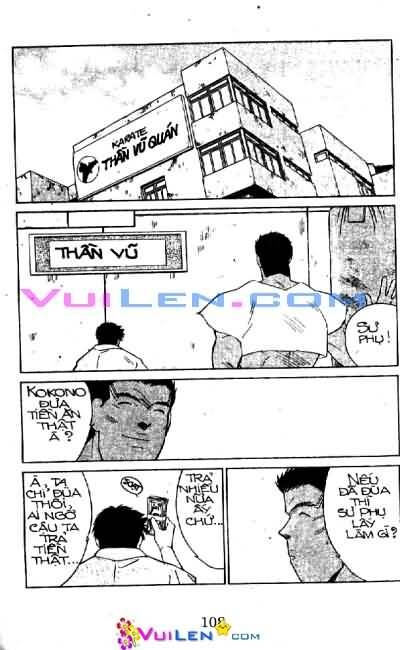 KARATE
THẦN VŨ QUÁN
THẦN VŨ
VUILEN.COM
SƯ
PHỤ!
KOKONO
ĐƯA
TIỀN ĂN
THẬT
À?
NẾU
ĐÃ ĐÙA
THÌ
SƯ PHỤ
LẤY
LÀM GÌ?
TRẢ
NHIỀU
NỮA
ẤY
CHỨ...
SOẠT
À, TA
CHỈ ĐÙA
THÔI,
AI NGỜ
CẬU TA
TRẢ
TIỀN
THẬT...
108
VUILEN.COM